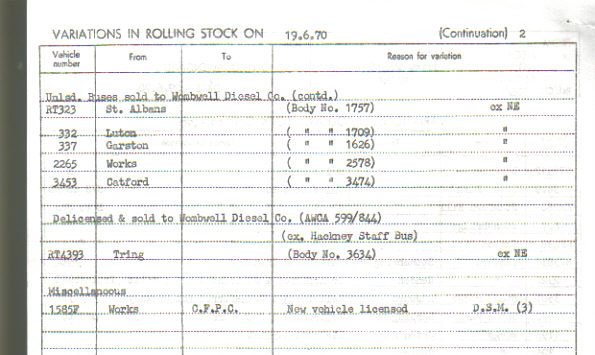 VARIATIONS IN ROLLING STOCK ON 19.6.70 (Continuation) 2
Vehicle number From To Reason for variation
Unlsd. Buses sold to Wombwell Diesel Co. (contd.)
RT323 St. Albans (Body No. 1757) ex NE
332 Luton ( " " 1709) "
337 Garston ( " " 1626) "
2265 Works ( " " 2578) "
3453 Catford ( " " 3474) "
Delicensed & sold to Wombwell Diesel Co. (AWCA 599/844)
(ex. Hackney Staff Bus)
RT4393 Tring (Body No. 3634) ex NE
Miscellaneous
1585F Works C.F.P.C. New vehicle licensed D.S.M. (3)